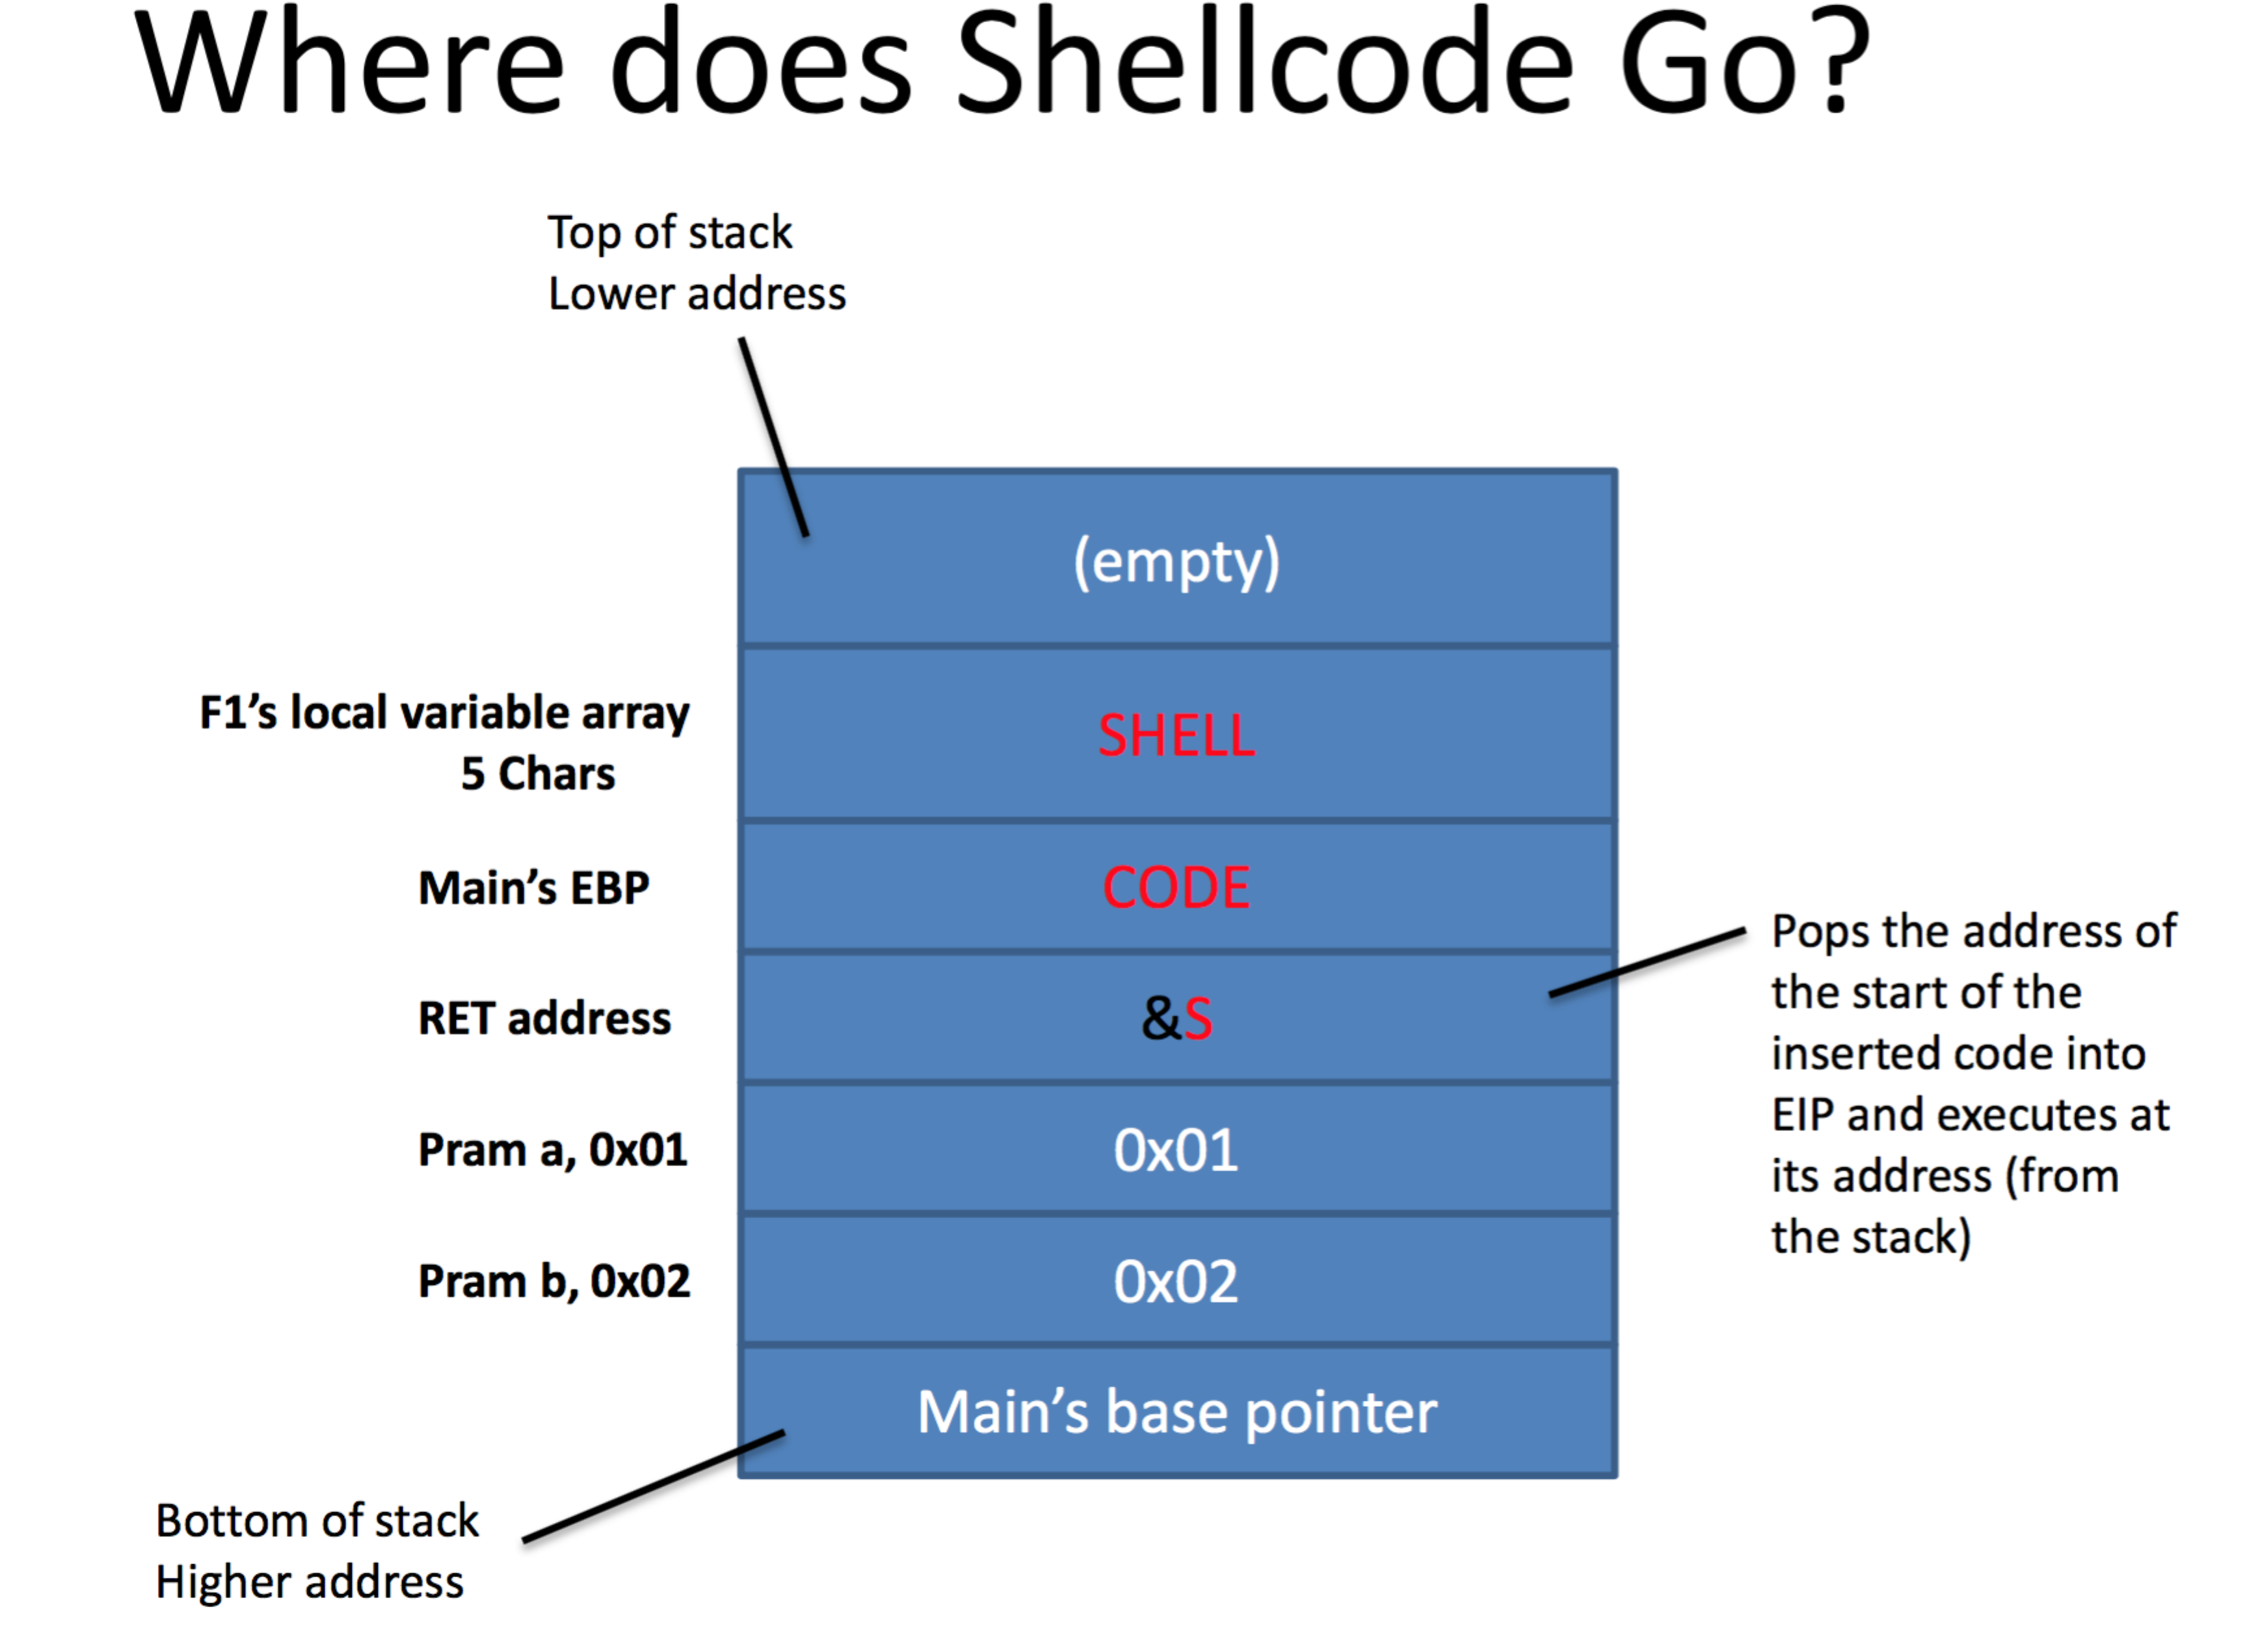 Where does Shellcode Go?
Top of stack
Lower address
(empty)
F1’s local variable array
5 Chars
SHELL
Main’s EBP
CODE
RET address
&S
Pops the address of
the start of the
inserted code into
EIP and executes at
its address (from
the stack)
Pram a, 0x01
0x01
Pram b, 0x02
0x02
Main’s base pointer
Bottom of stack
Higher address